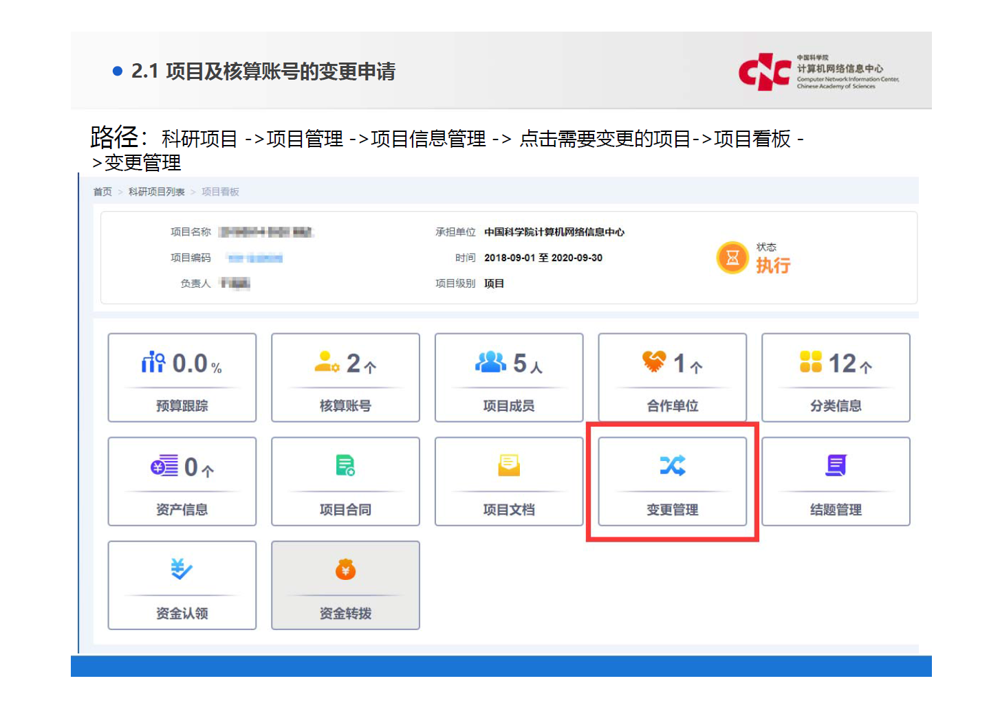 ● 2.1 项目及核算账号的变更申请
中国科学院
计算机网络信息中心
Computer Network Information Center,
Chinese Academy of Sciences
路径：科研项目 ->项目管理 ->项目信息管理 -> 点击需要变更的项目->项目看板 -
>变更管理
首页 > 科研项目列表 > 项目看板
项目名称
承担单位 中国科学院计算机网络信息中心
状态
执行
项目编码
时间 2018-09-01 至 2020-09-30
负责人
项目级别 项目
0.0 %
预算跟踪
2 个
核算账号
5 人
项目成员
1 个
合作单位
12 个
分类信息
0 个
资产信息
项目合同
项目文档
变更管理
结题管理
资金认领
资金转拨